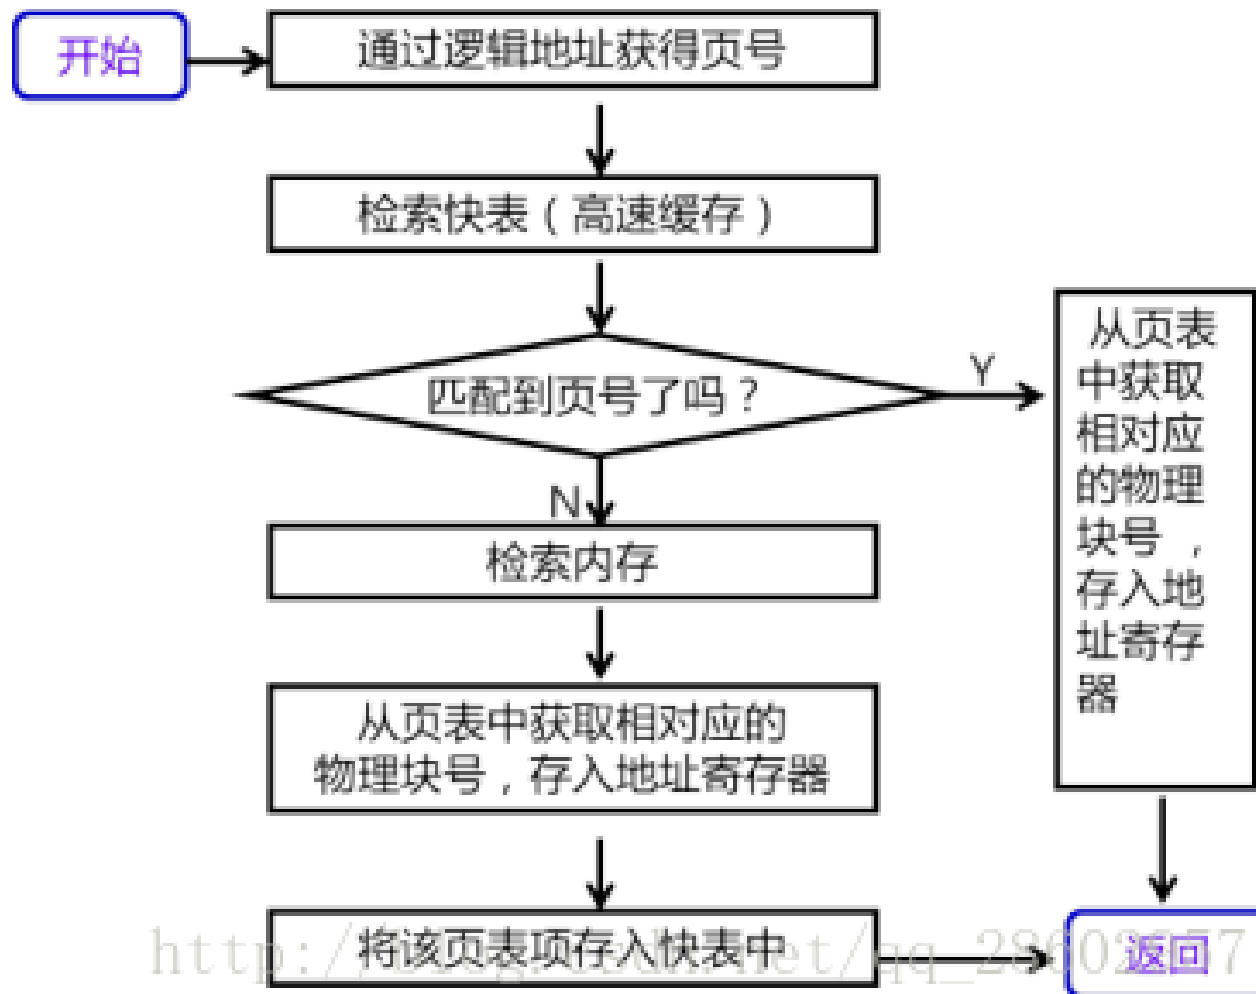 开始
通过逻辑地址获得页号
检索快表（高速缓存）
匹配到页号了吗？
Y
N
从页表
中获取
相对应
的物理
块号，
存入地
址寄存
器
检索内存
从页表中获取相对应的
物理块号，存入地址寄存器
将该页表项存入快表中
返回